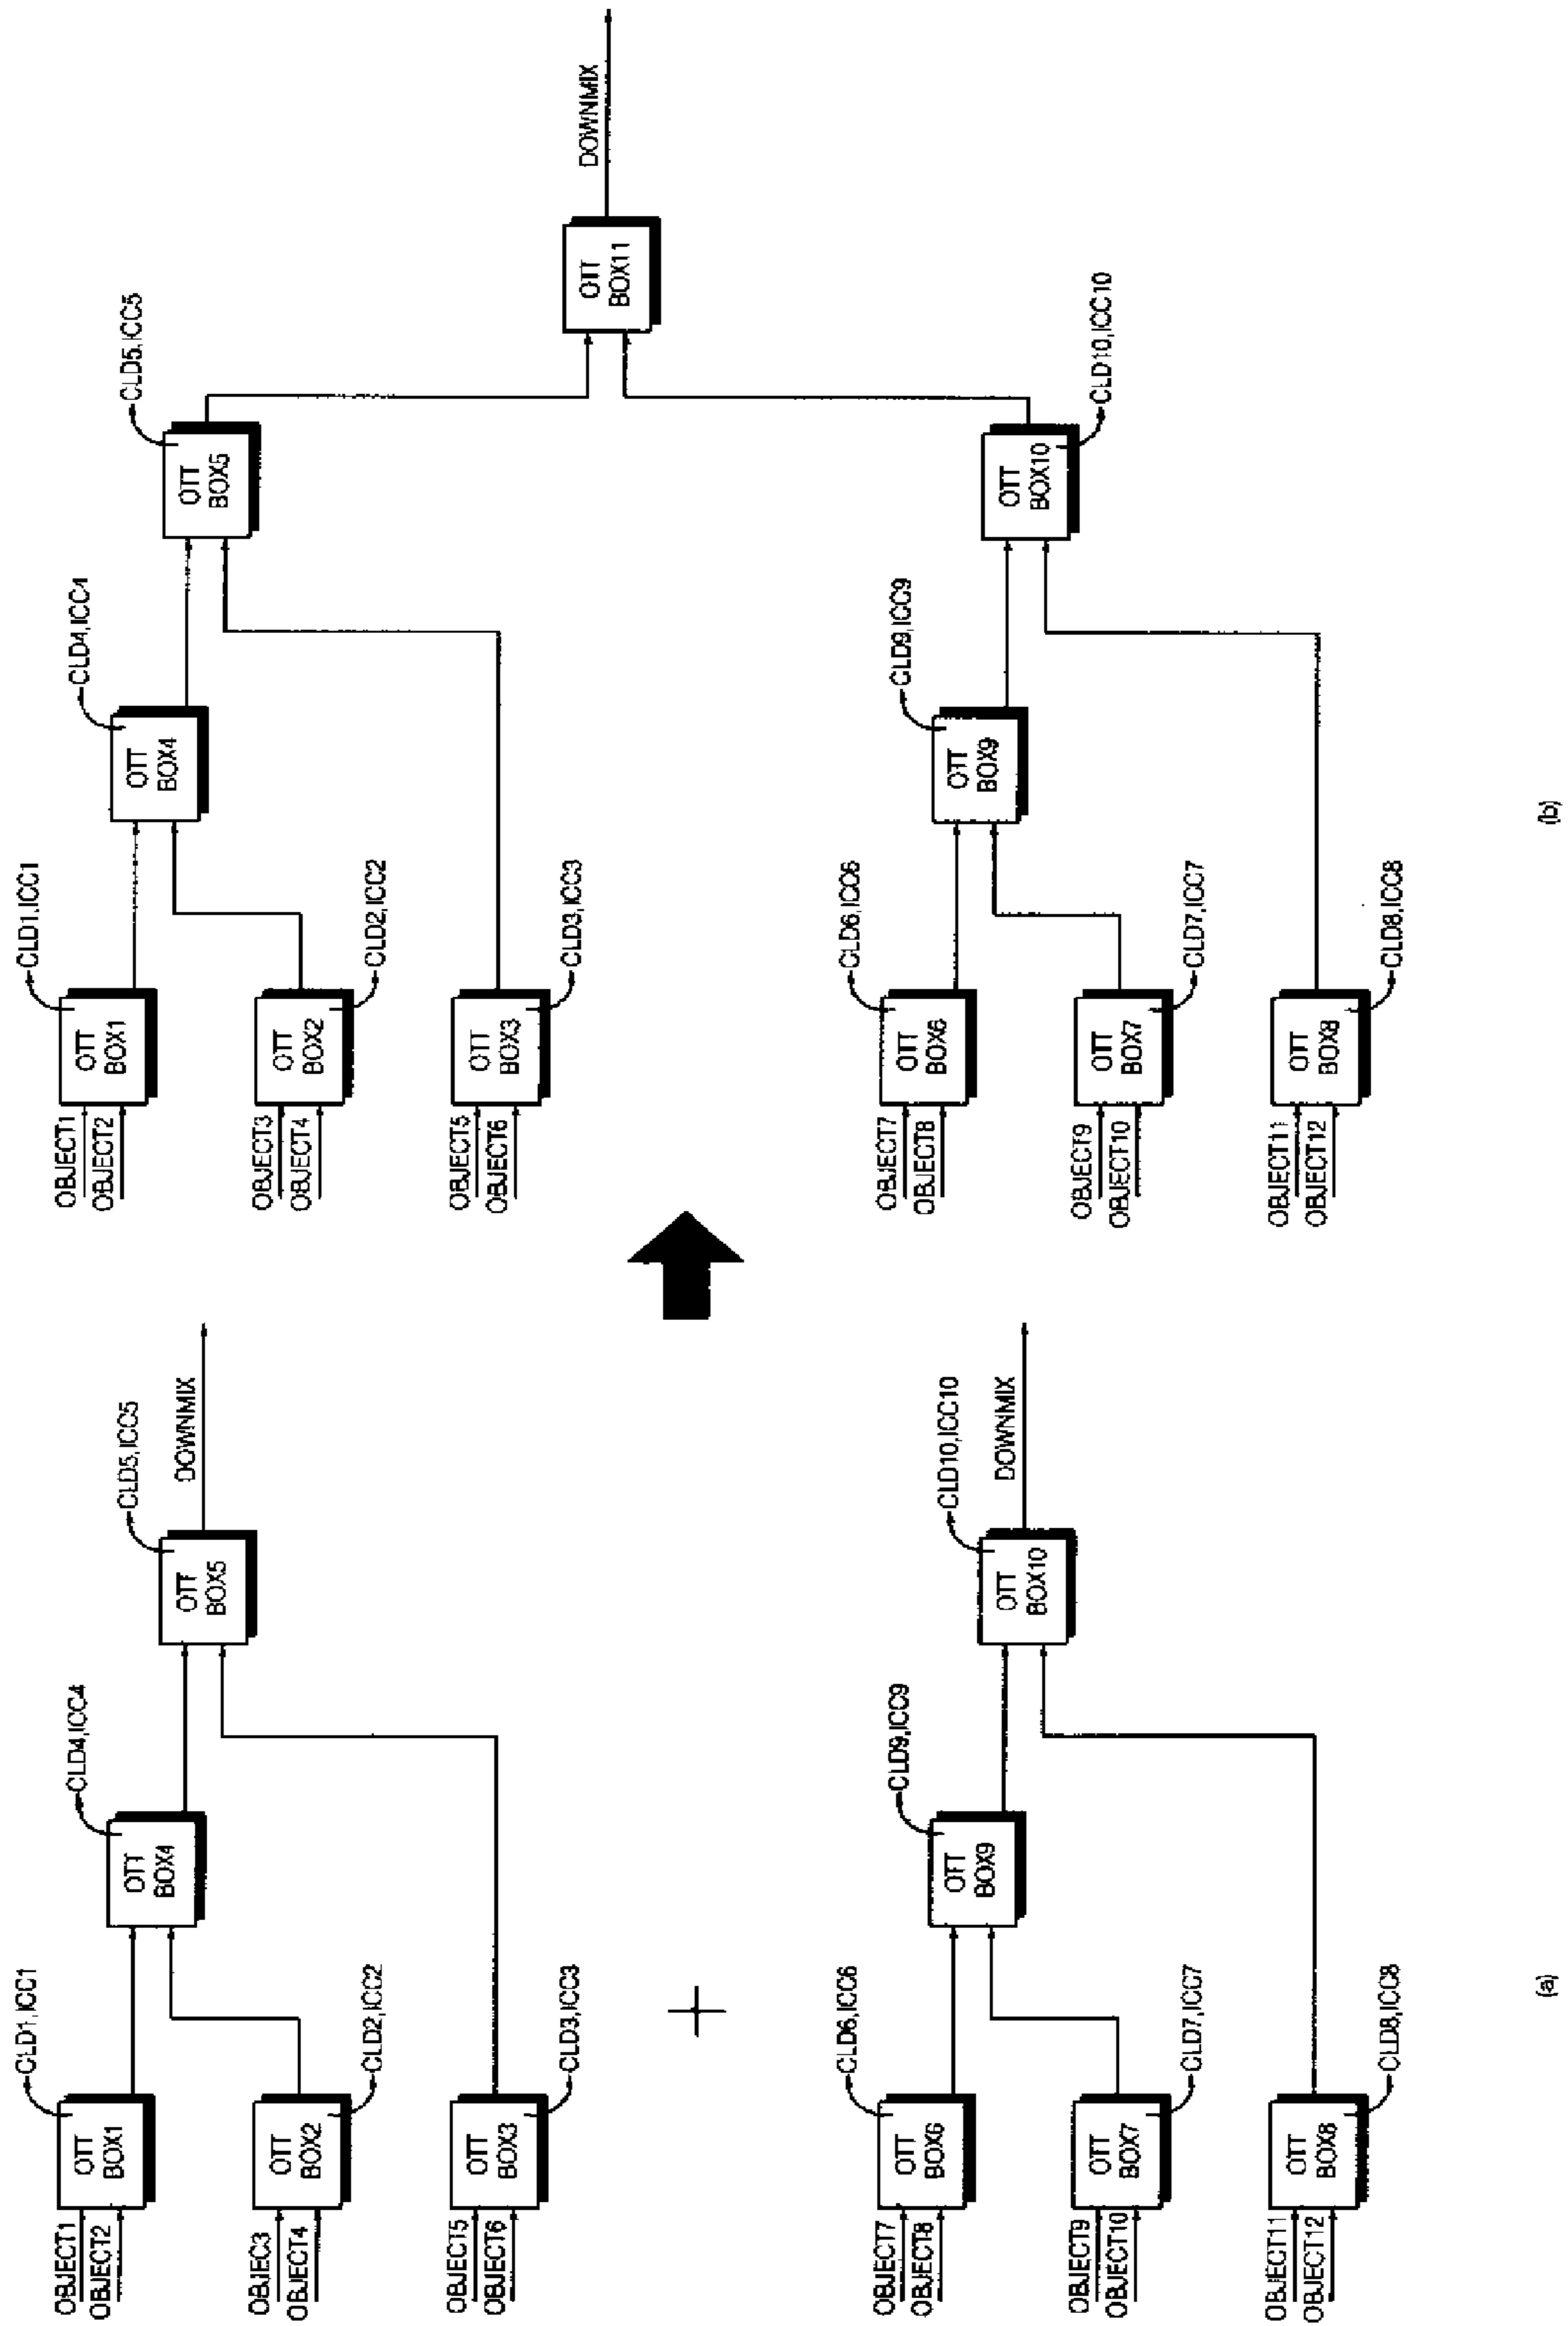 OBJECT1
OBJECT2
OTT
BOX1
CLD1,ICC1
OBJEC3
OBJECT4
OTT
BOX2
CLD2,ICC2
OBJECT5
OBJECT6
OTT
BOX3
CLD3,ICC3
OTT
BOX4
CLD4,ICC4
OTT
BOX5
CLD5,ICC5
DOWNMIX
+
OBJECT7
OBJECT8
OTT
BOX6
CLD6,ICC6
OBJECT9
OBJECT10
OTT
BOX7
CLD7,ICC7
OBJECT11
OBJECT12
OTT
BOX8
CLD8,ICC8
OTT
BOX9
CLD9,ICC9
OTT
BOX10
CLD10,ICC10
DOWNMIX
(a)
OBJECT1
OBJECT2
OTT
BOX1
CLD1,ICC1
OBJECT3
OBJECT4
OTT
BOX2
CLD2,ICC2
OBJECT5
OBJECT6
OTT
BOX3
CLD3,ICC3
OTT
BOX4
CLD4,ICC4
OTT
BOX5
CLD5,ICC5
OBJECT7
OBJECT8
OTT
BOX6
CLD6,ICC6
OBJECT9
OBJECT10
OTT
BOX7
CLD7,ICC7
OBJECT11
OBJECT12
OTT
BOX8
CLD8,ICC8
OTT
BOX9
CLD9,ICC9
OTT
BOX10
CLD10,ICC10
OTT
BOX11
DOWNMIX
(b)